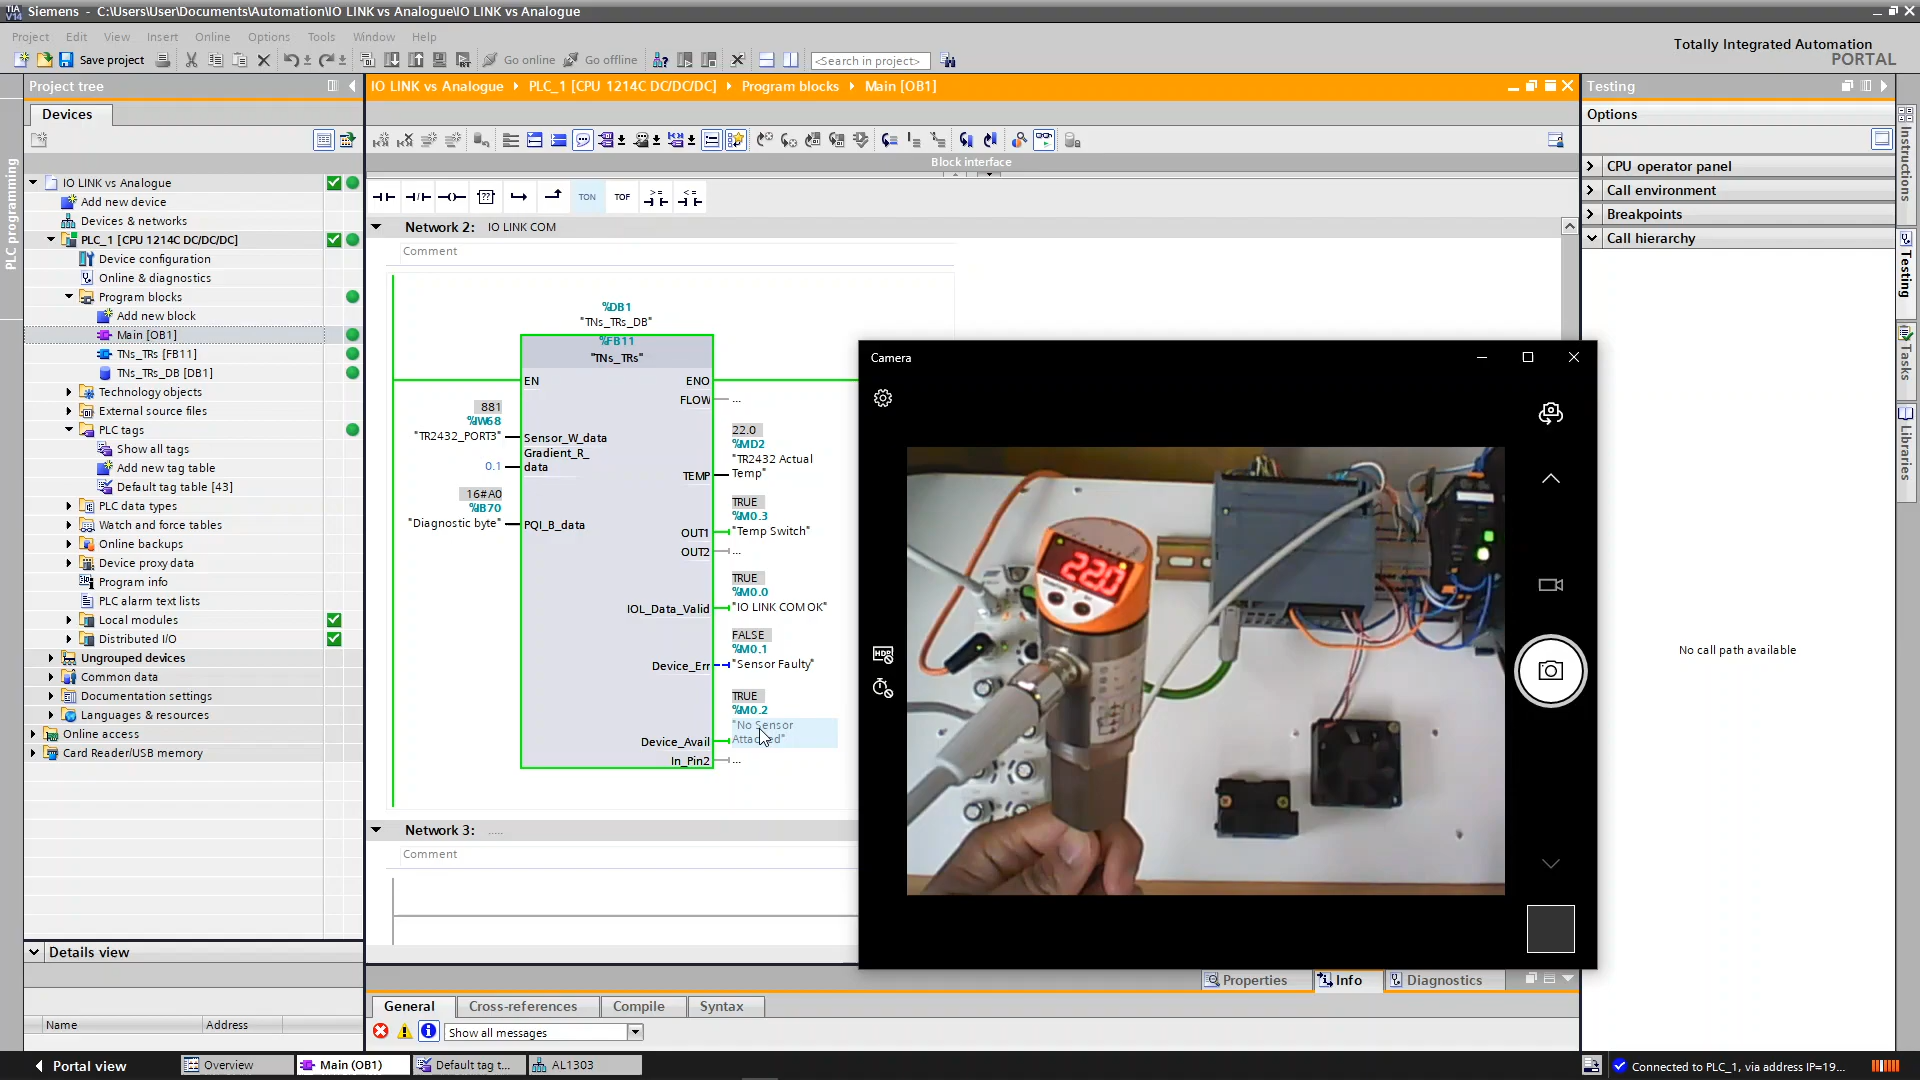 TIA V14
Siemens - C:\Users\User\Documents\Automation\IO LINK vs Analogue\IO LINK vs Analogue
Project Edit View Insert Online Options Tools Window Help
Save project Go online Go offline <Search in project>
Totally Integrated Automation
PORTAL
Project tree
IO LINK vs Analogue PLC_1 [CPU 1214C DC/DC/DC] Program blocks Main [OB1]
Testing
Devices
Options
Block interface
PLC programming
IO LINK vs Analogue
Add new device
Devices & networks
PLC_1 [CPU 1214C DC/DC/DC]
Device configuration
Online & diagnostics
Program blocks
Add new block
Main [OB1]
TNs_TRs [FB11]
TNs_TRs_DB [DB1]
Technology objects
External source files
PLC tags
Show all tags
Add new tag table
Default tag table [43]
PLC data types
Watch and force tables
Online backups
Device proxy data
Program info
PLC alarm text lists
Local modules
Distributed I/O
Ungrouped devices
Common data
Documentation settings
Languages & resources
Online access
Card Reader/USB memory
Details view
Name Address
TON TOF
Network 2: IO LINK COM
Comment
%DB1
"TNs_TRs_DB"
%FB11
"TNs_TRs"
EN ENO
FLOW ...
881
%IW68
"TR2432_PORT3" Sensor_W_data
Gradient_R_
0.1 data
16#A0
%IB70
"Diagnostic byte" PQI_B_data
22.0
%MD2
"TR2432 Actual
TEMP Temp"
TRUE
%M0.3
OUT1 "Temp Switch"
OUT2 ...
TRUE
%M0.0
IOL_Data_Valid "IO LINK COM OK"
FALSE
%M0.1
Device_Err "Sensor Faulty"
TRUE
%M0.2
"No Sensor
Device_Avail Attached"
In_Pin2 ...
Network 3: .....
Comment
Camera
HDR
22.0
CPU operator panel
Call environment
Breakpoints
Call hierarchy
No call path available
Instructions
Testing
Tasks
Libraries
Properties Info Diagnostics
General Cross-references Compile Syntax
Show all messages
Portal view Overview Main (OB1) Default tag t... AL1303
Connected to PLC_1, via address IP=19...